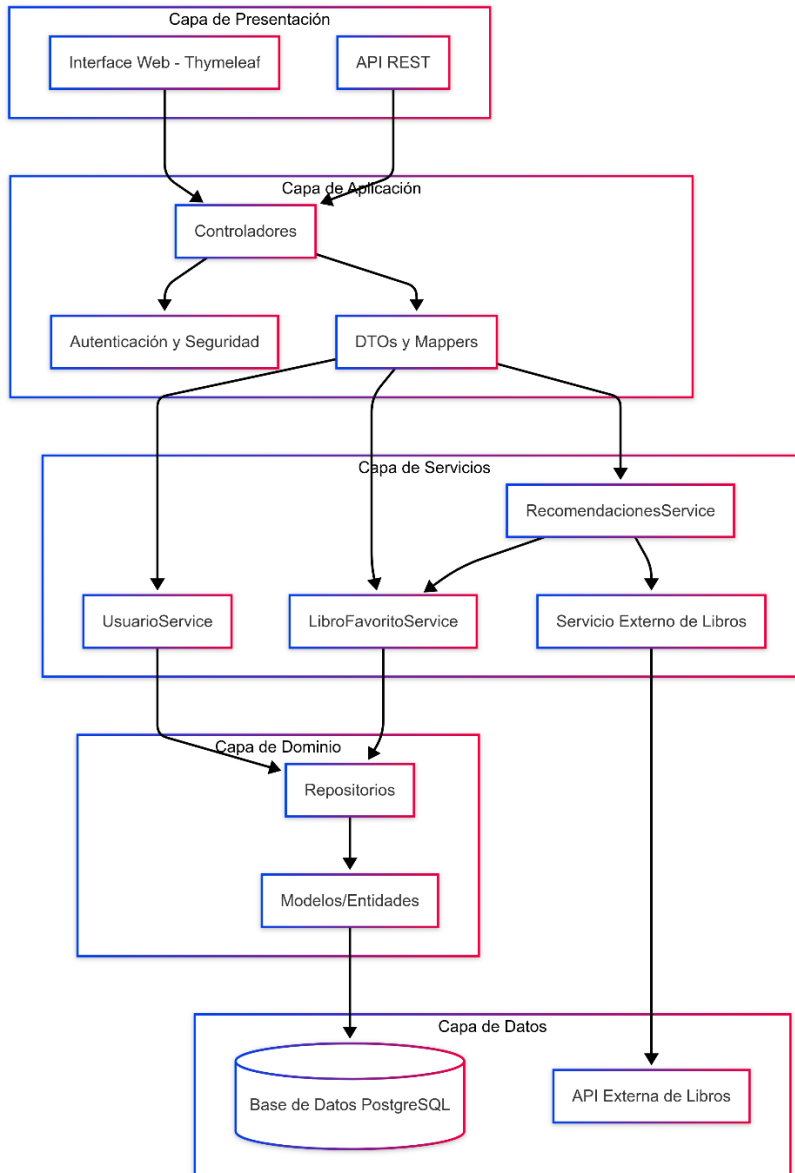 Capa de Presentación
Interface Web - Thymeleaf
API REST
Capa de Aplicación
Controladores
Autenticación y Seguridad
DTOs y Mappers
Capa de Servicios
RecomendacionesService
UsuarioService
LibroFavoritoService
Servicio Externo de Libros
Capa de Dominio
Repositorios
Modelos/Entidades
Capa de Datos
Base de Datos PostgreSQL
API Externa de Libros